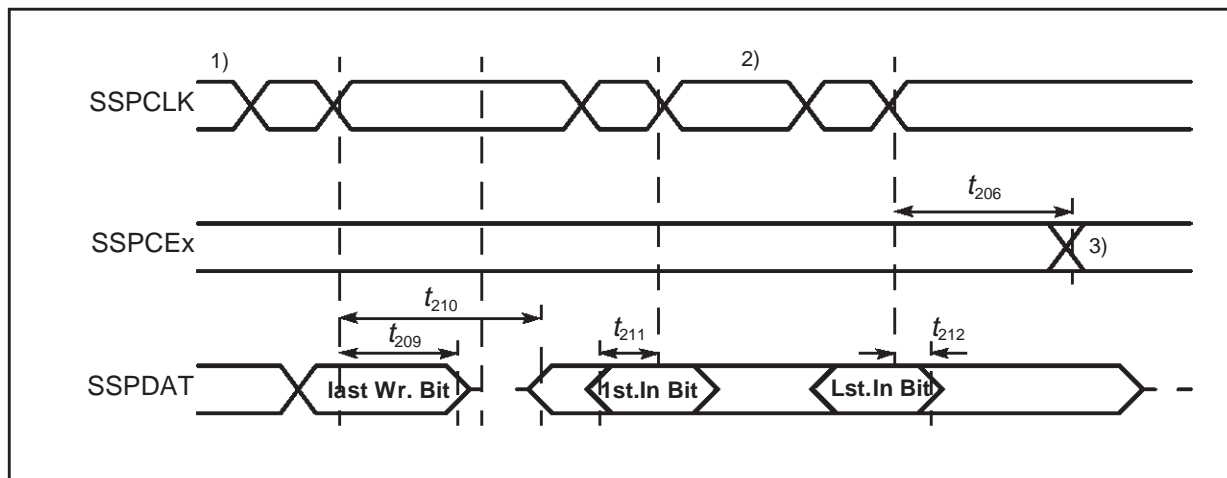 1)
2)
SSPCLK
t206
SSPCEx
3)
t210
t209
t211
t212
SSPDAT
last Wr. Bit
1st.In Bit
Lst.In Bit